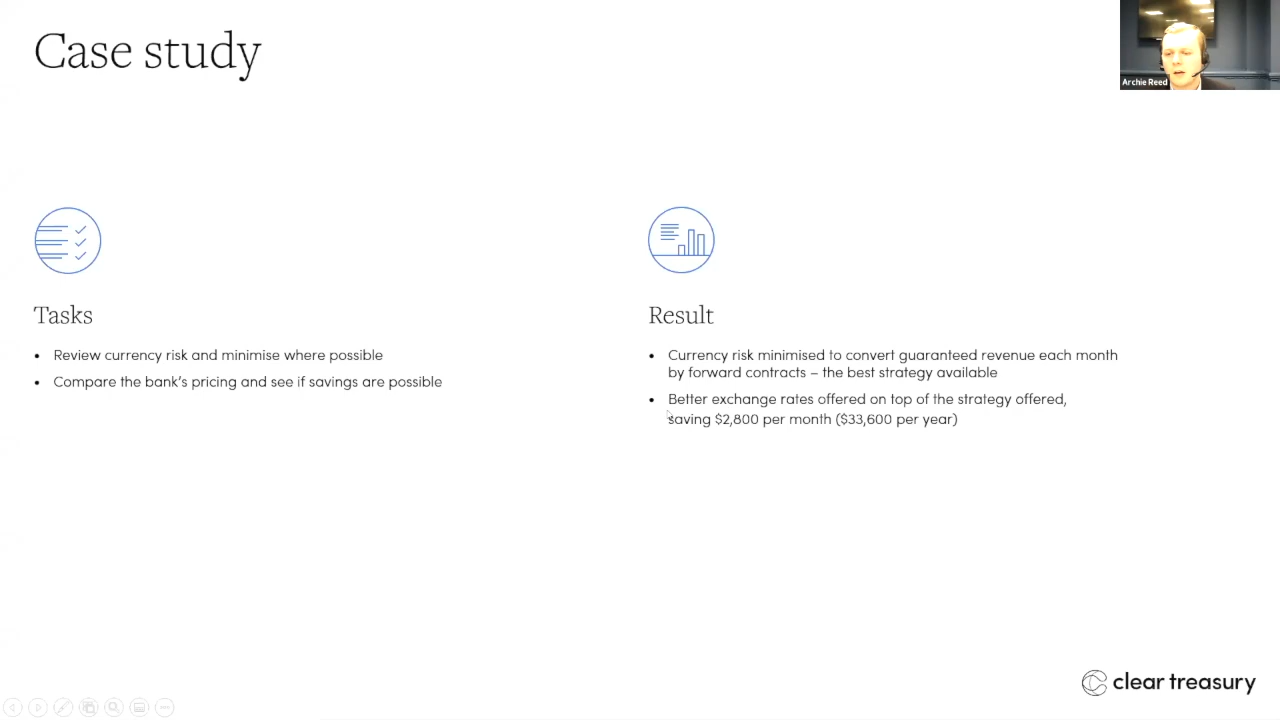 Case study
Archie Reed
Tasks
• Review currency risk and minimise where possible
• Compare the bank's pricing and see if savings are possible
Result
• Currency risk minimised to convert guaranteed revenue each month
by forward contracts – the best strategy available
• Better exchange rates offered on top of the strategy offered,
saving $2,800 per month ($33,600 per year)
clear treasury